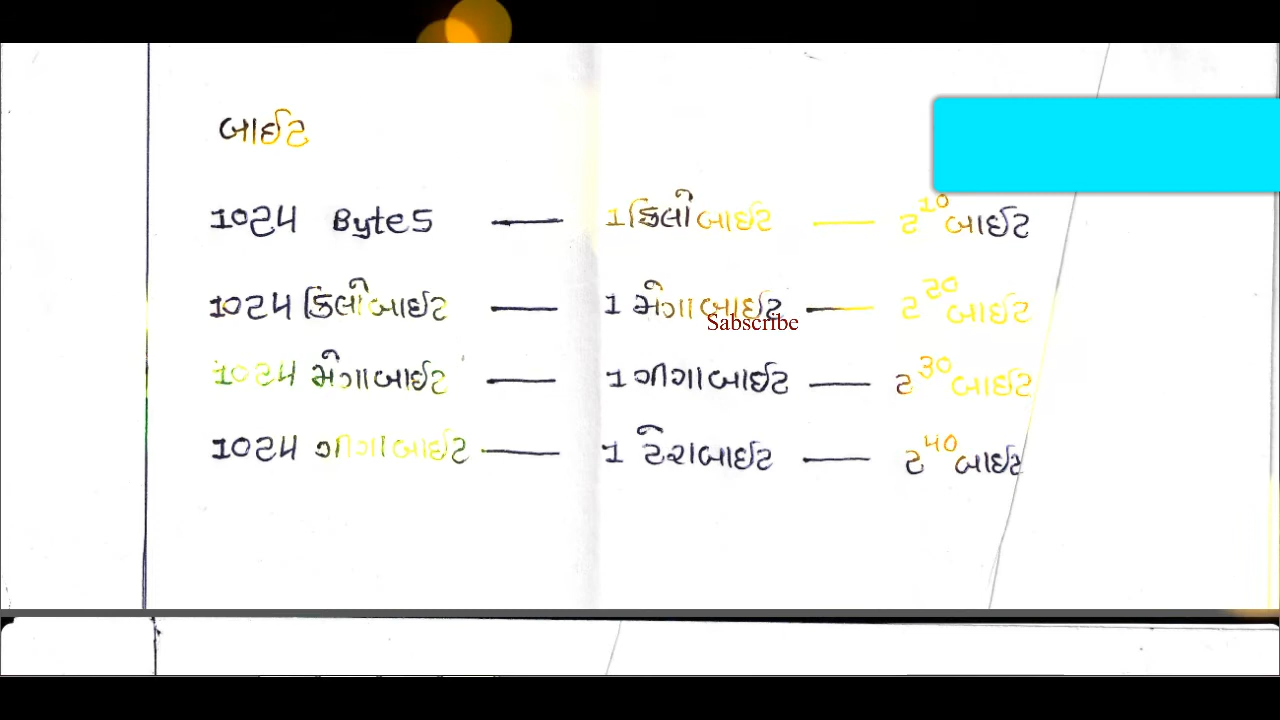 બાઈટ
1024 Bytes — 1 કિલોબાઈટ — 2^10 બાઈટ
1024 કિલોબાઈટ — 1 મેગાબાઈટ — 2^20 બાઈટ
Sabscribe
1024 મેગાબાઈટ — 1 ગીગાબાઈટ — 2^30 બાઈટ
1024 ગીગાબાઈટ — 1 ટેરાબાઈટ — 2^40 બાઈટ